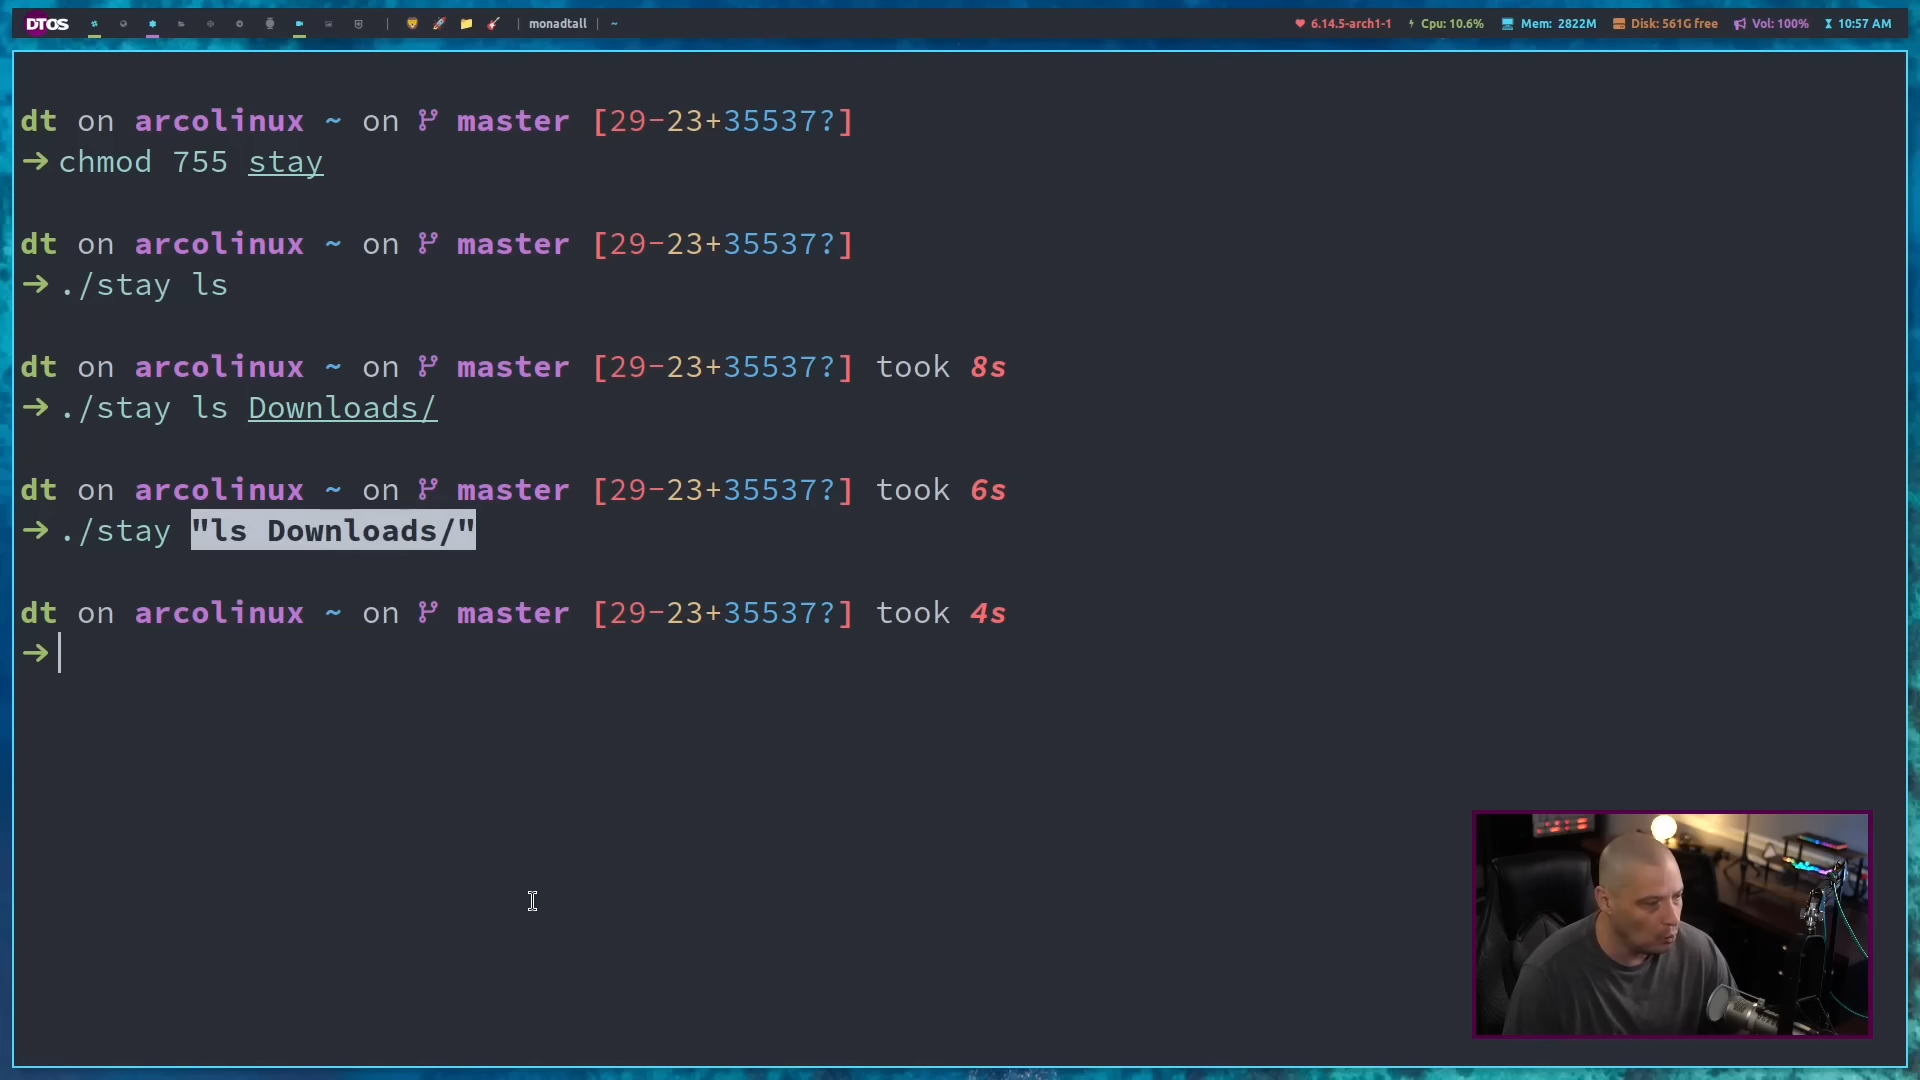 DTOS | monadtall | ~ 6.14.5-arch1-1 Cpu: 10.6% Mem: 2822M Disk: 561G free Vol: 100% 10:57 AM
dt on arcolinux ~ on master [29-23+35537?]
→ chmod 755 stay
dt on arcolinux ~ on master [29-23+35537?]
→ ./stay ls
dt on arcolinux ~ on master [29-23+35537?] took 8s
→ ./stay ls Downloads/
dt on arcolinux ~ on master [29-23+35537?] took 6s
→ ./stay "ls Downloads/"
dt on arcolinux ~ on master [29-23+35537?] took 4s
→